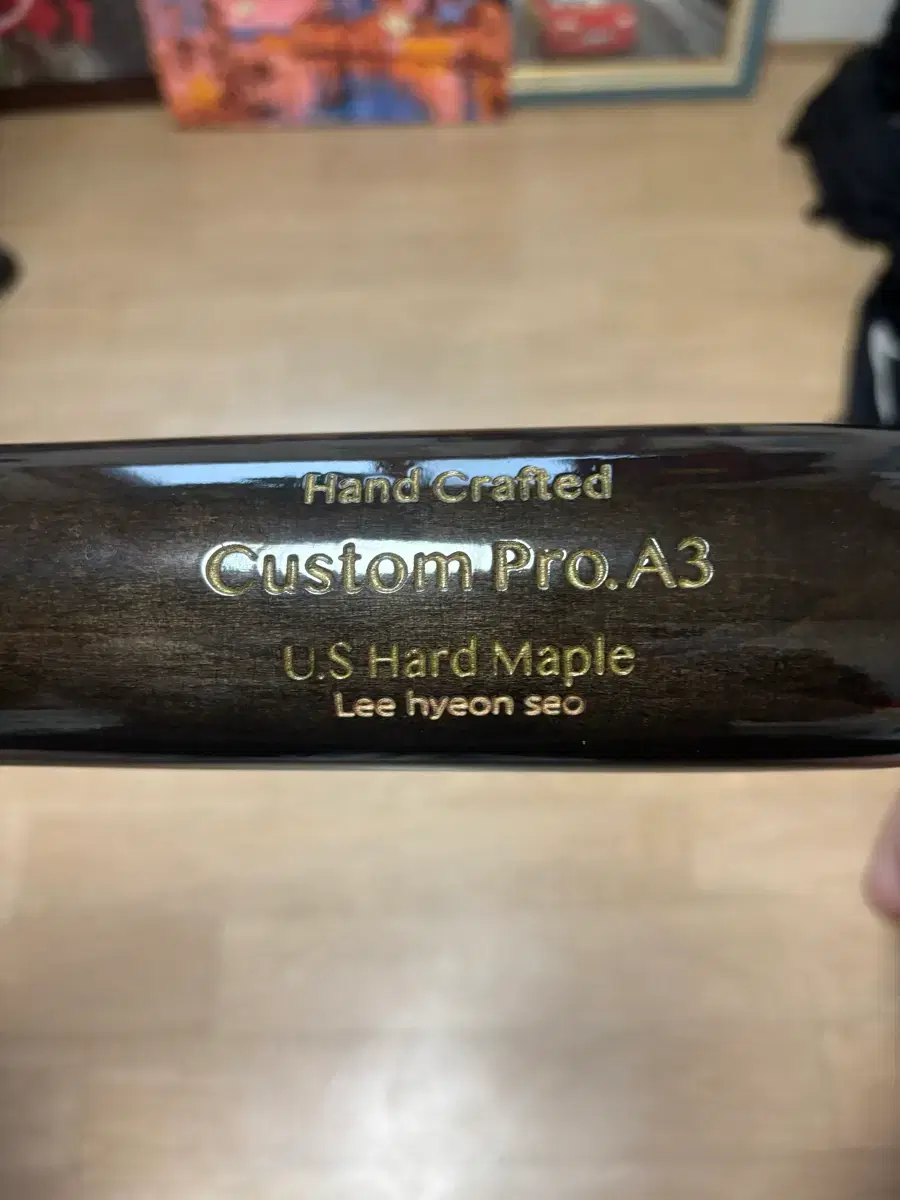 Hand Crafted
Custom Pro.A3
U.S Hard Maple
Lee hyeon seo